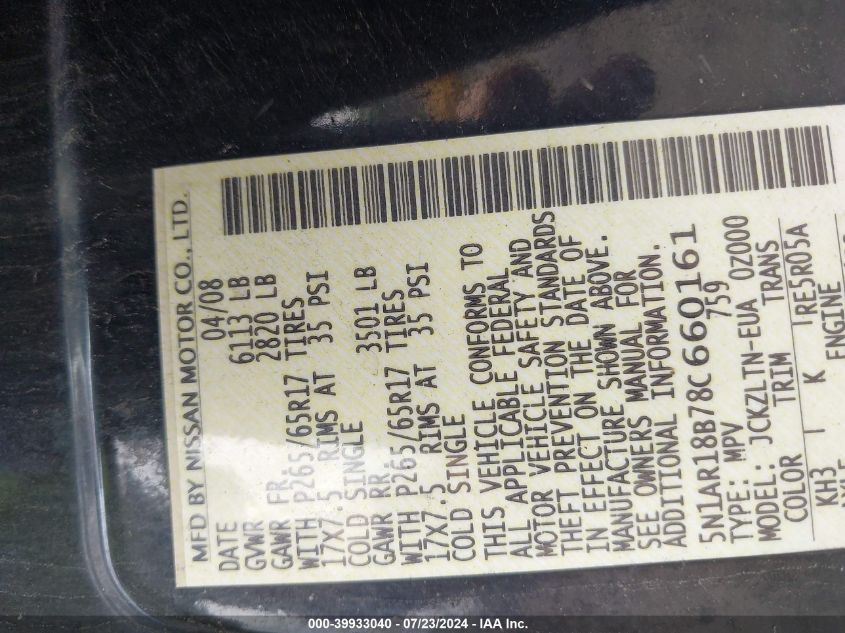 MFD BY NISSAN MOTOR CO., LTD.
DATE 04/08
GVWR 6113 LB
GAWR FR. 2820 LB
WITH P265/65R17 TIRES
17X7.5 RIMS AT 35 PSI
COLD SINGLE
GAWR RR. 3501 LB
WITH P265/65R17 TIRES
17X7.5 RIMS AT 35 PSI
COLD SINGLE
THIS VEHICLE CONFORMS TO
ALL APPLICABLE FEDERAL
MOTOR VEHICLE SAFETY AND
THEFT PREVENTION STANDARDS
IN EFFECT ON THE DATE OF
MANUFACTURE SHOWN ABOVE.
SEE OWNERS MANUAL FOR
ADDITIONAL INFORMATION.
5N1AR18B78C660161
TYPE: MPV 759
MODEL: JCKZLTN-EUA 0Z000
COLOR TRIM TRANS
KH3 K RE5R05A
AXLE ENGINE
000-39933040 - 07/23/2024 - IAA Inc.